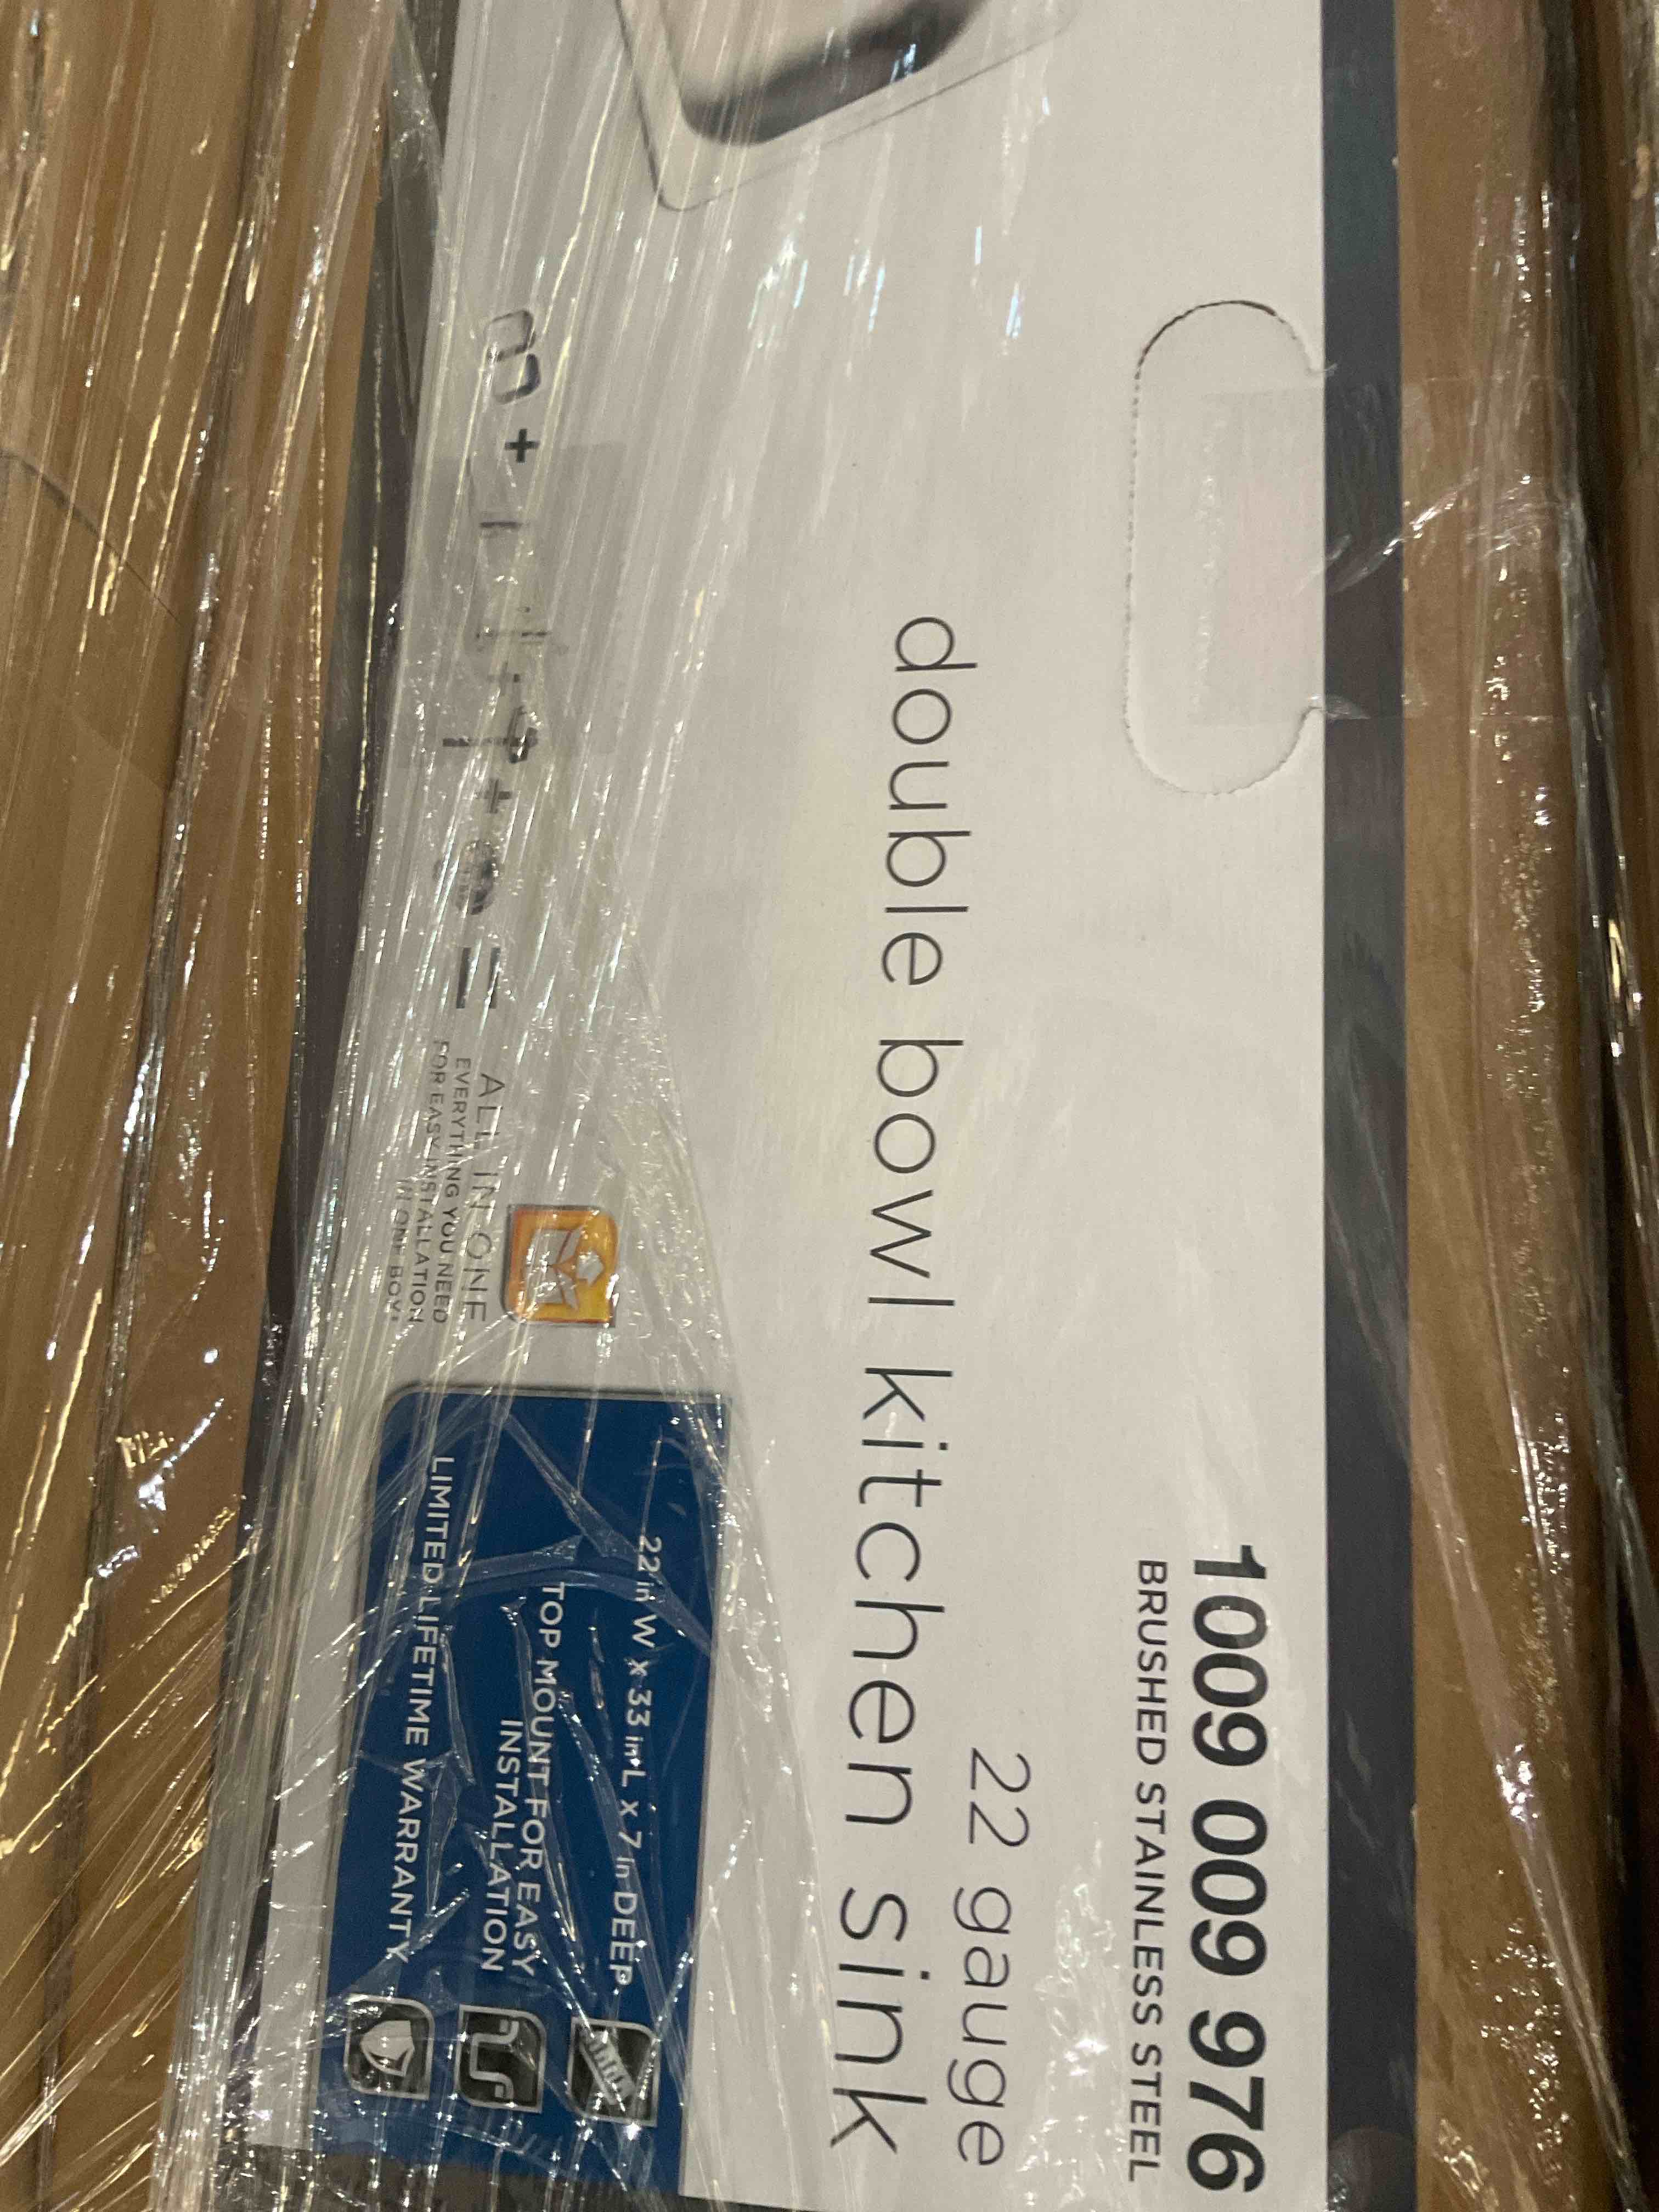 1009 009 976
BRUSHED STAINLESS STEEL
22 gauge
double bowl kitchen sink
22 in W x 33 in L x 7 in DEEP
TOP MOUNT FOR EASY
INSTALLATION
LIMITED LIFETIME WARRANTY
ALL IN ONE
EVERYTHING YOU NEED
FOR EASY INSTALLATION
IN ONE BOX!